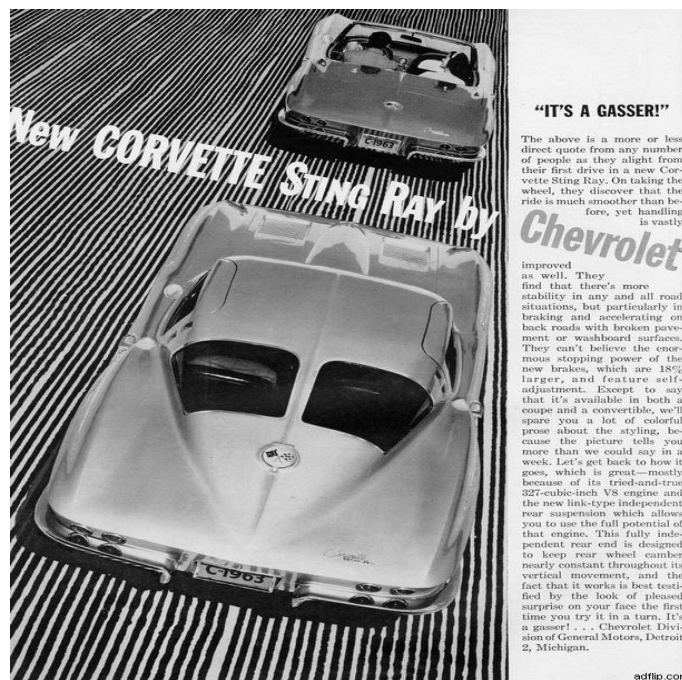 New CORVETTE STING RAY by
C-1963
C-1963
"IT'S A GASSER!"
The above is a more or less
direct quote from any number
of people as they alight from
their first drive in a new Cor-
vette Sting Ray. On taking the
wheel, they discover that the
ride is much smoother than be-
fore, yet handling
is vastly
Chevrolet
improved
as well. They
find that there's more
stability in any and all road
situations, but particularly in
braking and accelerating on
back roads with broken pave-
ment or washboard surfaces.
They can't believe the enor-
mous stopping power of the
new brakes, which are 18%
larger, and feature self-
adjustment. Except to say
that it's available in both a
coupe and a convertible, we'll
spare you a lot of colorful
prose about the styling, be-
cause the picture tells you
more than we could say in a
week. Let's get back to how it
goes, which is great—mostly
because of its tried-and-true
327-cubic-inch V8 engine and
the new link-type independent
rear suspension which allows
you to use the full potential of
that engine. This fully inde-
pendent rear end is designed
to keep rear wheel camber
nearly constant throughout its
vertical movement, and the
fact that it works is best testi-
fied by the look of pleased
surprise on your face the first
time you try it in a turn. It's
a gasser! . . . Chevrolet Divi-
sion of General Motors, Detroit
2, Michigan.
adflip.com